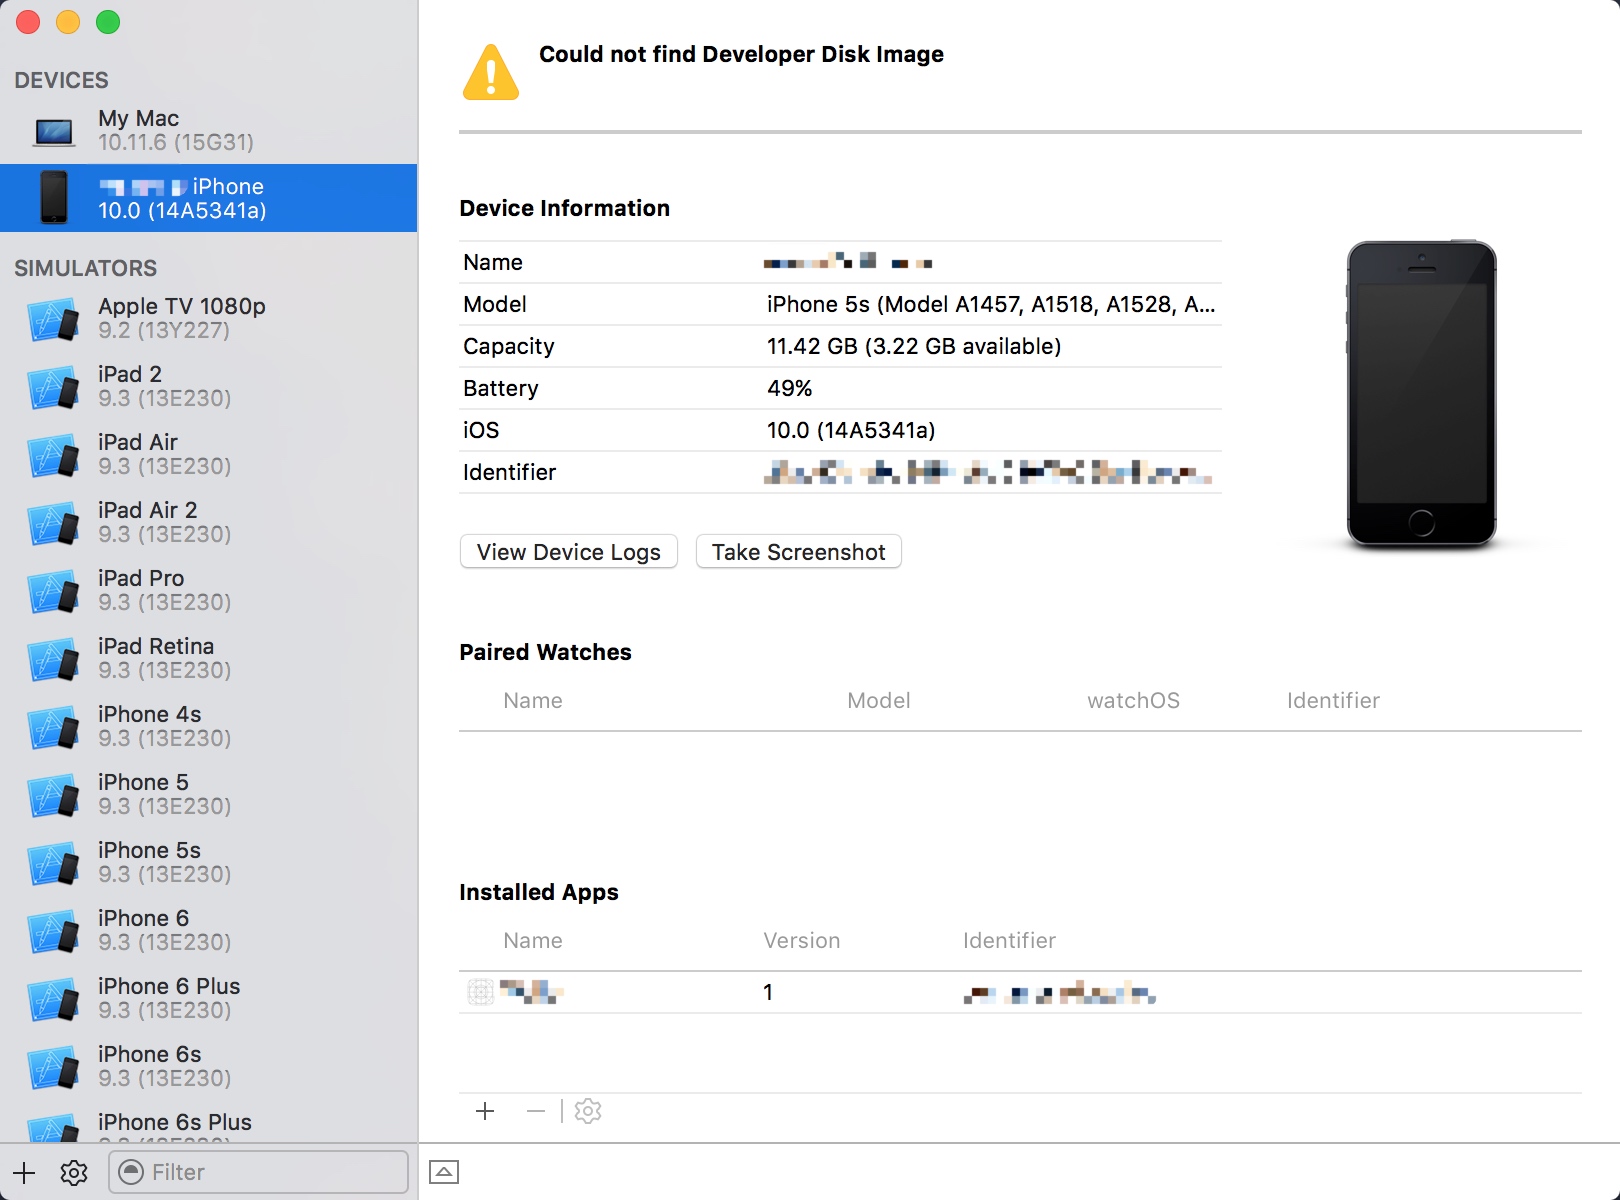 DEVICES
My Mac
10.11.6 (15G31)
iPhone
10.0 (14A5341a)
SIMULATORS
Apple TV 1080p
9.2 (13Y227)
iPad 2
9.3 (13E230)
iPad Air
9.3 (13E230)
iPad Air 2
9.3 (13E230)
iPad Pro
9.3 (13E230)
iPad Retina
9.3 (13E230)
iPhone 4s
9.3 (13E230)
iPhone 5
9.3 (13E230)
iPhone 5s
9.3 (13E230)
iPhone 6
9.3 (13E230)
iPhone 6 Plus
9.3 (13E230)
iPhone 6s
9.3 (13E230)
iPhone 6s Plus
Filter
Could not find Developer Disk Image
Device Information
Name
Model iPhone 5s (Model A1457, A1518, A1528, A...
Capacity 11.42 GB (3.22 GB available)
Battery 49%
iOS 10.0 (14A5341a)
Identifier
View Device Logs Take Screenshot
Paired Watches
Name Model watchOS Identifier
Installed Apps
Name Version Identifier
1